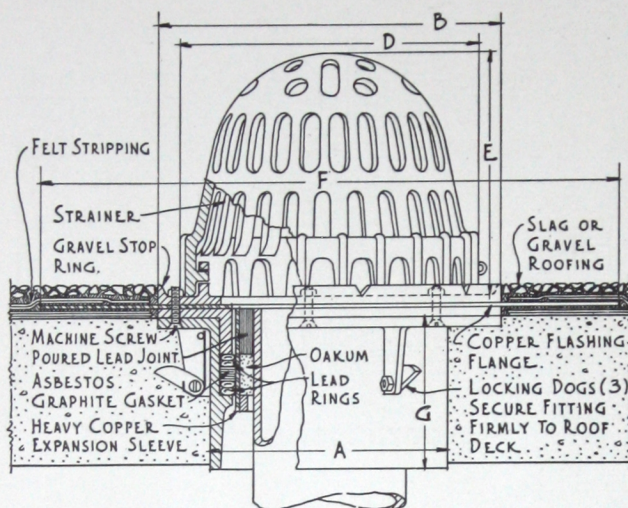 B
D
E
FELT STRIPPING
F
STRAINER
GRAVEL STOP
RING.
SLAG OR
GRAVEL
ROOFING
MACHINE SCREW
POURED LEAD JOINT
ASBESTOS
GRAPHITE GASKET
HEAVY COPPER
EXPANSION SLEEVE
OAKUM
LEAD
RINGS
G
A
COPPER FLASHING
FLANGE
LOCKING DOGS (3)
SECURE FITTING
FIRMLY TO ROOF
DECK.